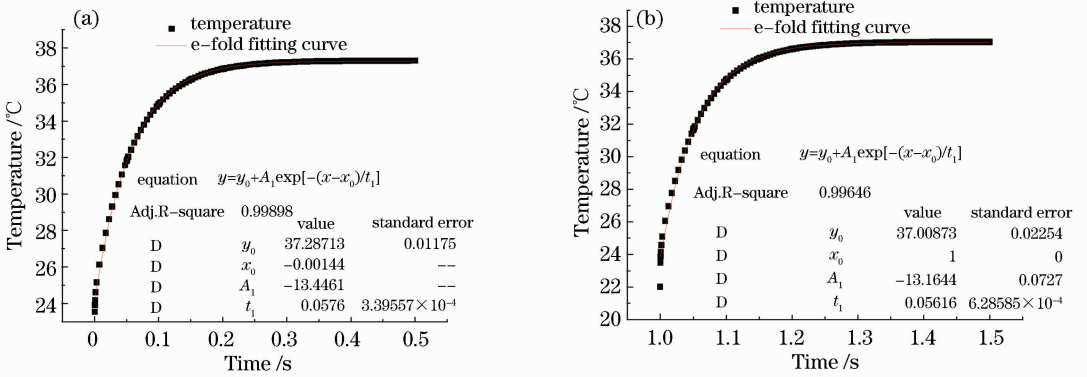 (a)
temperature
e-fold fitting curve
Temperature /℃
38
36
34
32
30
28
26
24
equation y=y₀+A₁exp[-(x-x₀)/t₁]
Adj.R-square 0.99898
value standard error
D y₀ 37.28713 0.01175
D x₀ -0.00144 --
D A₁ -13.4461 --
D t₁ 0.0576 3.39557×10⁻⁴
0 0.1 0.2 0.3 0.4 0.5
Time /s
(b)
temperature
e-fold fitting curve
Temperature /℃
38
36
34
32
30
28
26
24
22
20
equation y=y₀+A₁exp[-(x-x₀)/t₁]
Adj.R-square 0.99646
value standard error
D y₀ 37.00873 0.02254
D x₀ 1 0
D A₁ -13.1644 0.0727
D t₁ 0.05616 6.28585×10⁻⁴
1.0 1.1 1.2 1.3 1.4 1.5
Time /s